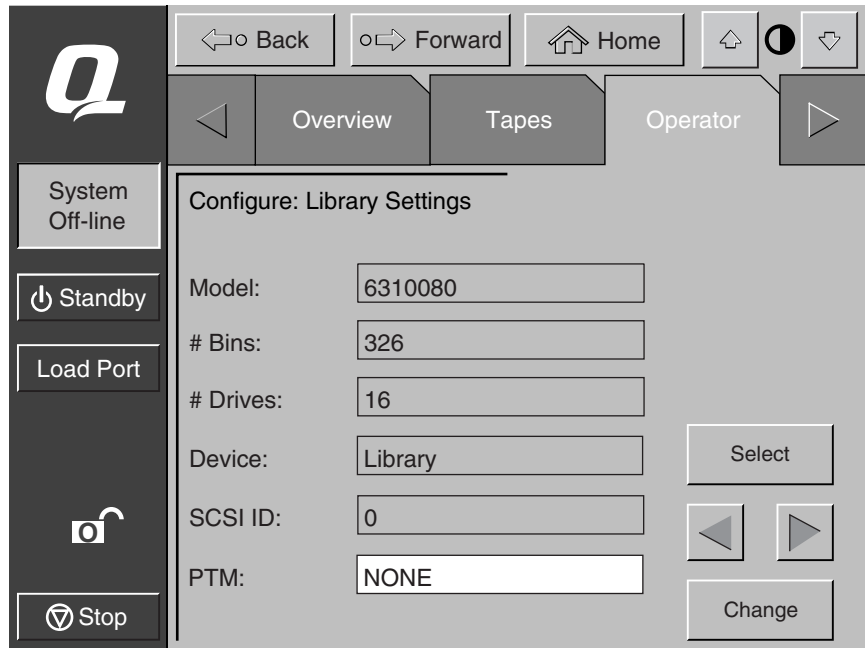 Q
Back
Forward
Home
Overview
Tapes
Operator
System
Off-line
Standby
Load Port
0
Stop
Configure: Library Settings
Model: 6310080
# Bins: 326
# Drives: 16
Device: Library
SCSI ID: 0
PTM: NONE
Select
Change